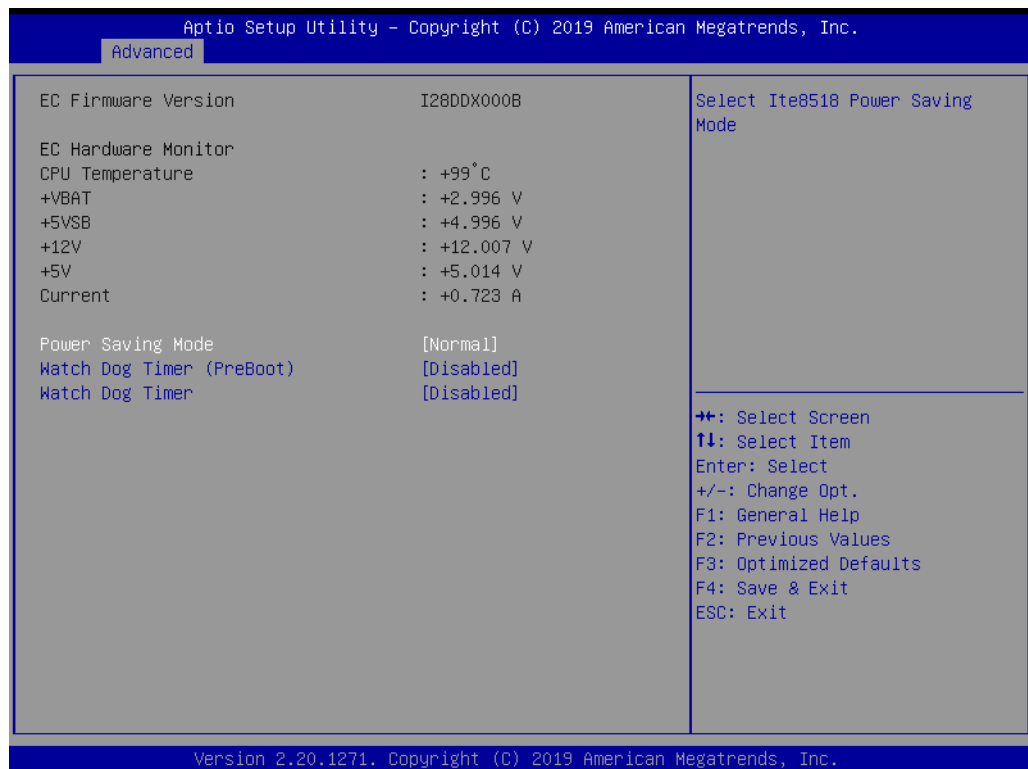 Aptio Setup Utility – Copyright (C) 2019 American Megatrends, Inc.
Advanced
EC Firmware Version I28DDX000B
EC Hardware Monitor
CPU Temperature : +99°C
+VBAT : +2.996 V
+5VSB : +4.996 V
+12V : +12.007 V
+5V : +5.014 V
Current : +0.723 A
Power Saving Mode [Normal]
Watch Dog Timer (PreBoot) [Disabled]
Watch Dog Timer [Disabled]
Select Ite8518 Power Saving
Mode
→←: Select Screen
↑↓: Select Item
Enter: Select
+/-: Change Opt.
F1: General Help
F2: Previous Values
F3: Optimized Defaults
F4: Save & Exit
ESC: Exit
Version 2.20.1271. Copyright (C) 2019 American Megatrends, Inc.